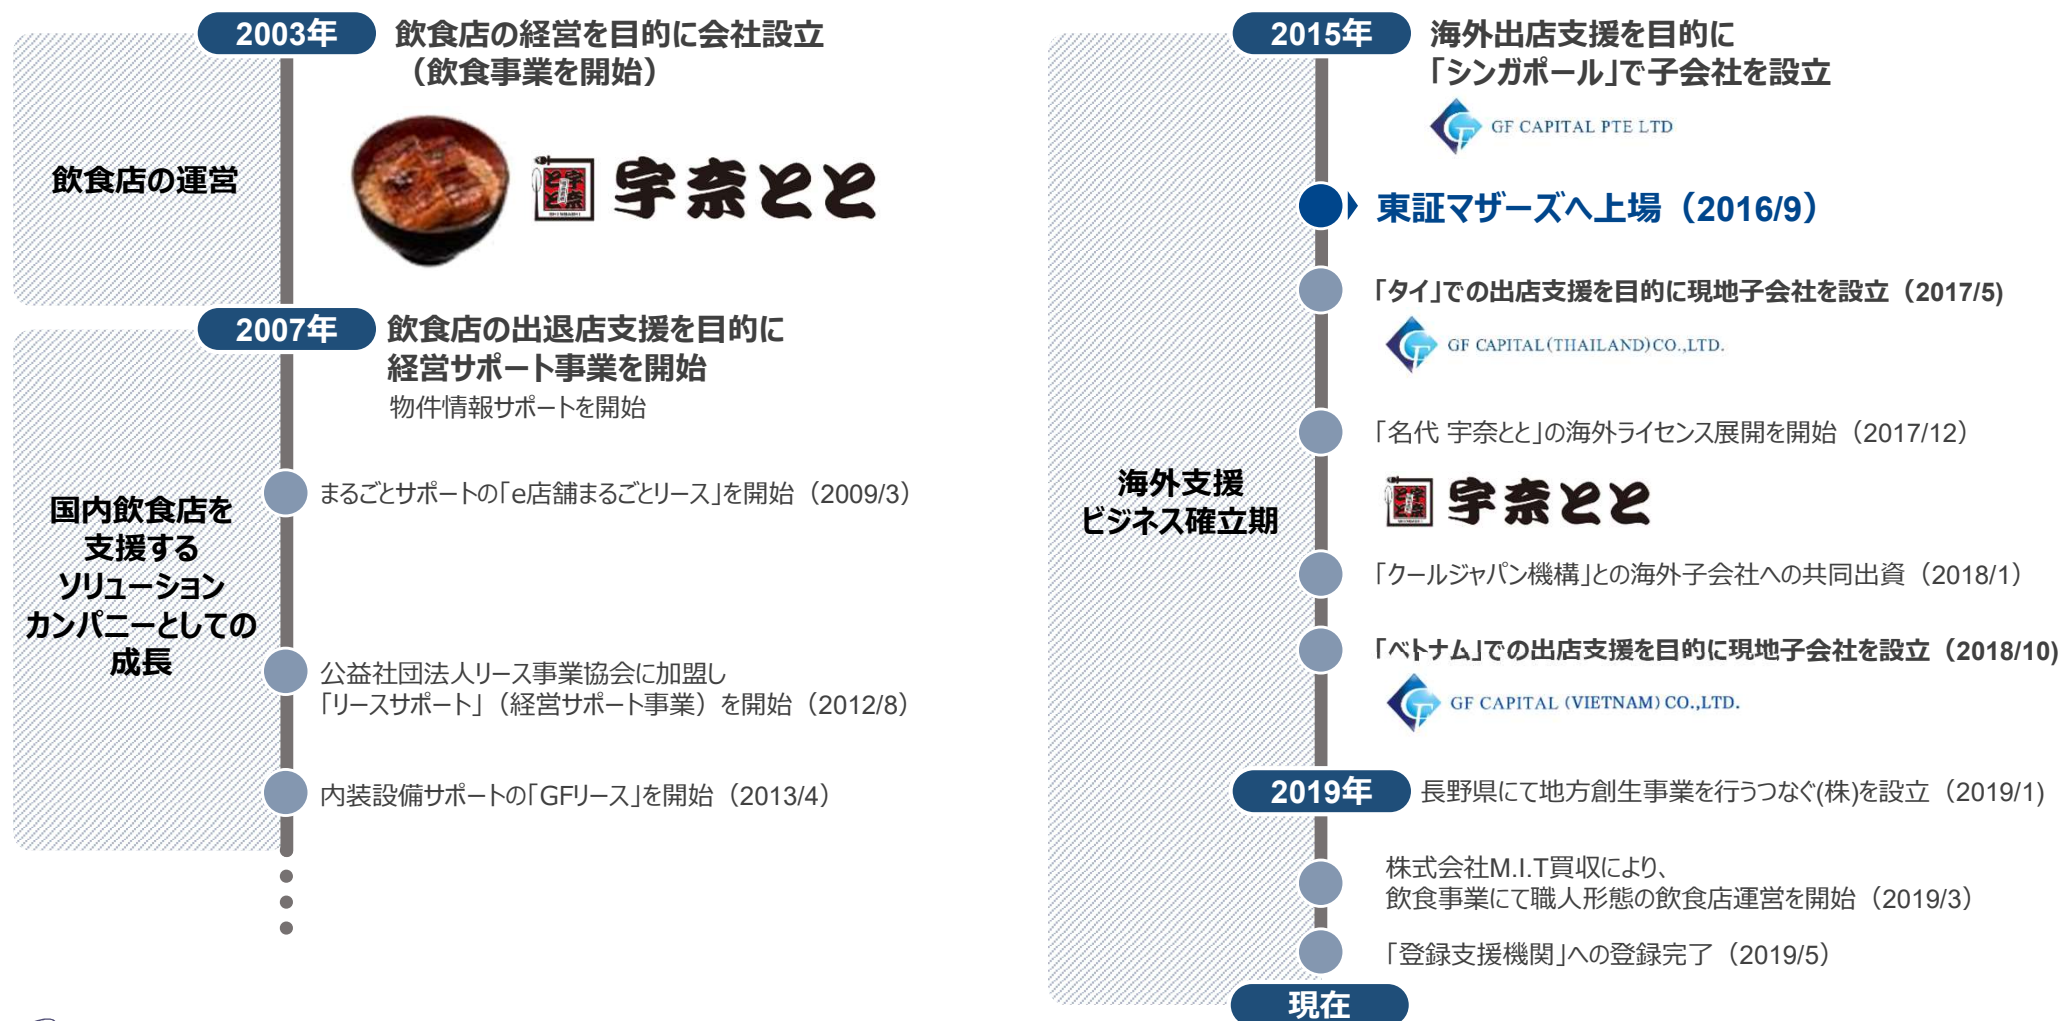 2003年
飲食店の経営を目的に会社設立
（飲食事業を開始）
飲食店の運営
宇奈とと
2007年
飲食店の出退店支援を目的に
経営サポート事業を開始
物件情報サポートを開始
国内飲食店を
支援する
ソリューション
カンパニーとしての
成長
まるごとサポートの「e店舗まるごとリース」を開始（2009/3）
公益社団法人リース事業協会に加盟し
「リースサポート」（経営サポート事業）を開始（2012/8）
内装設備サポートの「GFリース」を開始（2013/4）
2015年
海外出店支援を目的に
「シンガポール」で子会社を設立
GF CAPITAL PTE LTD
東証マザーズへ上場（2016/9）
「タイ」での出店支援を目的に現地子会社を設立（2017/5)
GF CAPITAL(THAILAND)CO.,LTD.
「名代 宇奈とと」の海外ライセンス展開を開始（2017/12）
宇奈とと
海外支援
ビジネス確立期
「クールジャパン機構」との海外子会社への共同出資（2018/1）
「ベトナム」での出店支援を目的に現地子会社を設立（2018/10)
GF CAPITAL (VIETNAM) CO.,LTD.
2019年
長野県にて地方創生事業を行うつなぐ(株)を設立（2019/1)
株式会社M.I.T買収により、
飲食事業にて職人形態の飲食店運営を開始（2019/3）
「登録支援機関」への登録完了（2019/5）
現在